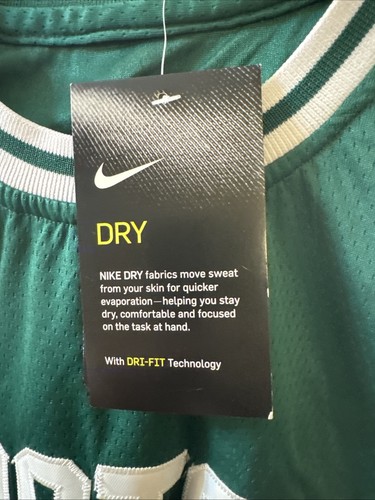 DRY
NIKE DRY fabrics move sweat
from your skin for quicker
evaporation—helping you stay
dry, comfortable and focused
on the task at hand.
With DRI-FIT Technology